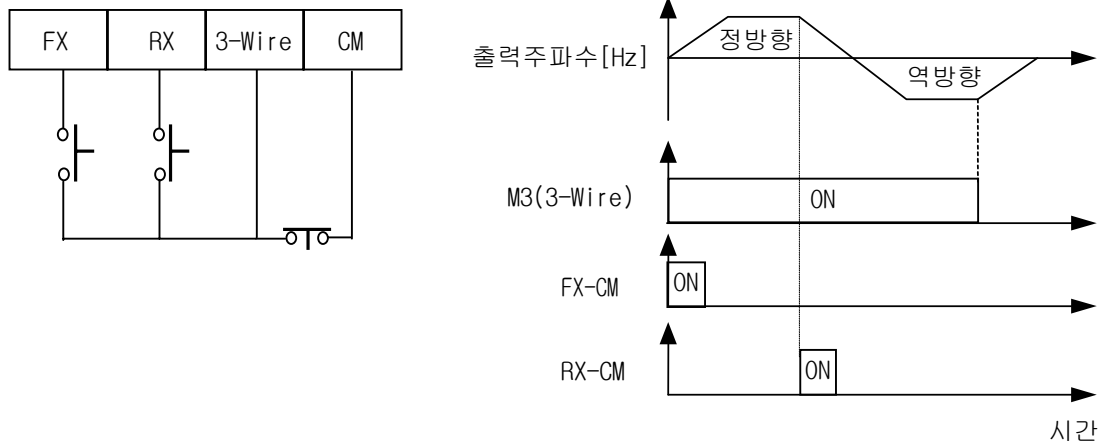 FX RX 3-Wire CM
출력주파수[Hz]
정방향
역방향
M3(3-Wire)
ON
FX-CM
ON
RX-CM
ON
시간